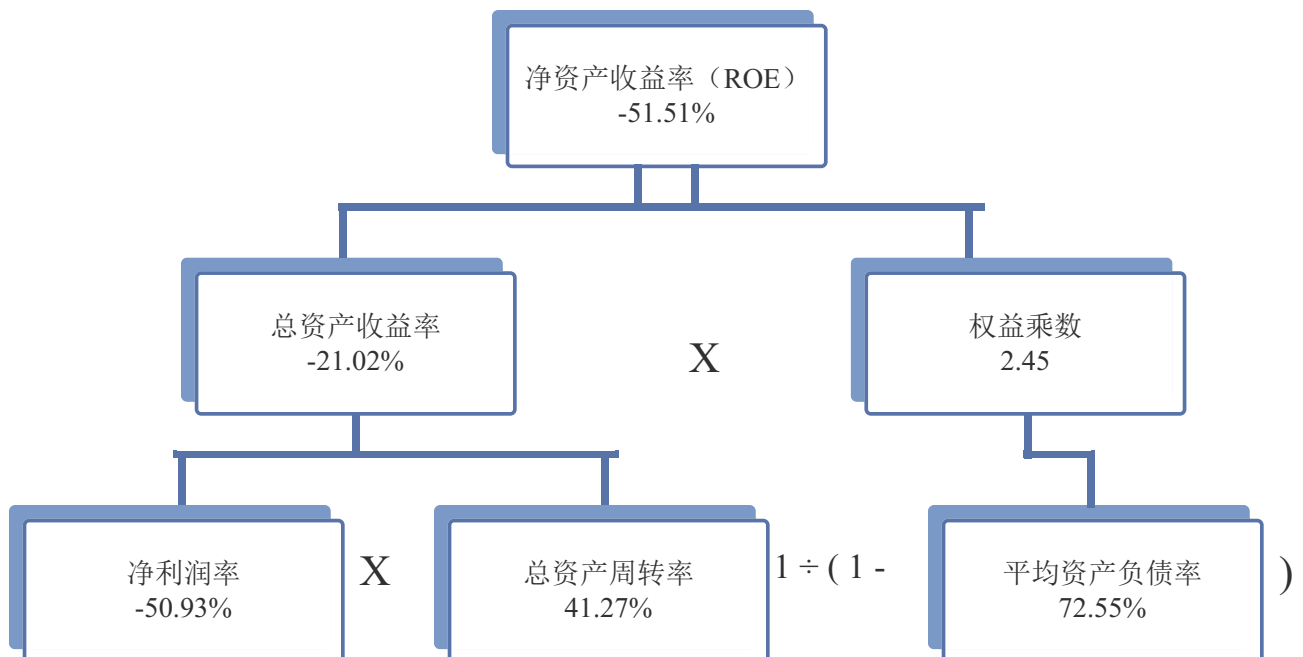 净资产收益率（ROE）
-51.51%
总资产收益率
-21.02%
X
权益乘数
2.45
净利润率
-50.93%
X
总资产周转率
41.27%
1 ÷ ( 1 -
平均资产负债率
72.55%
)